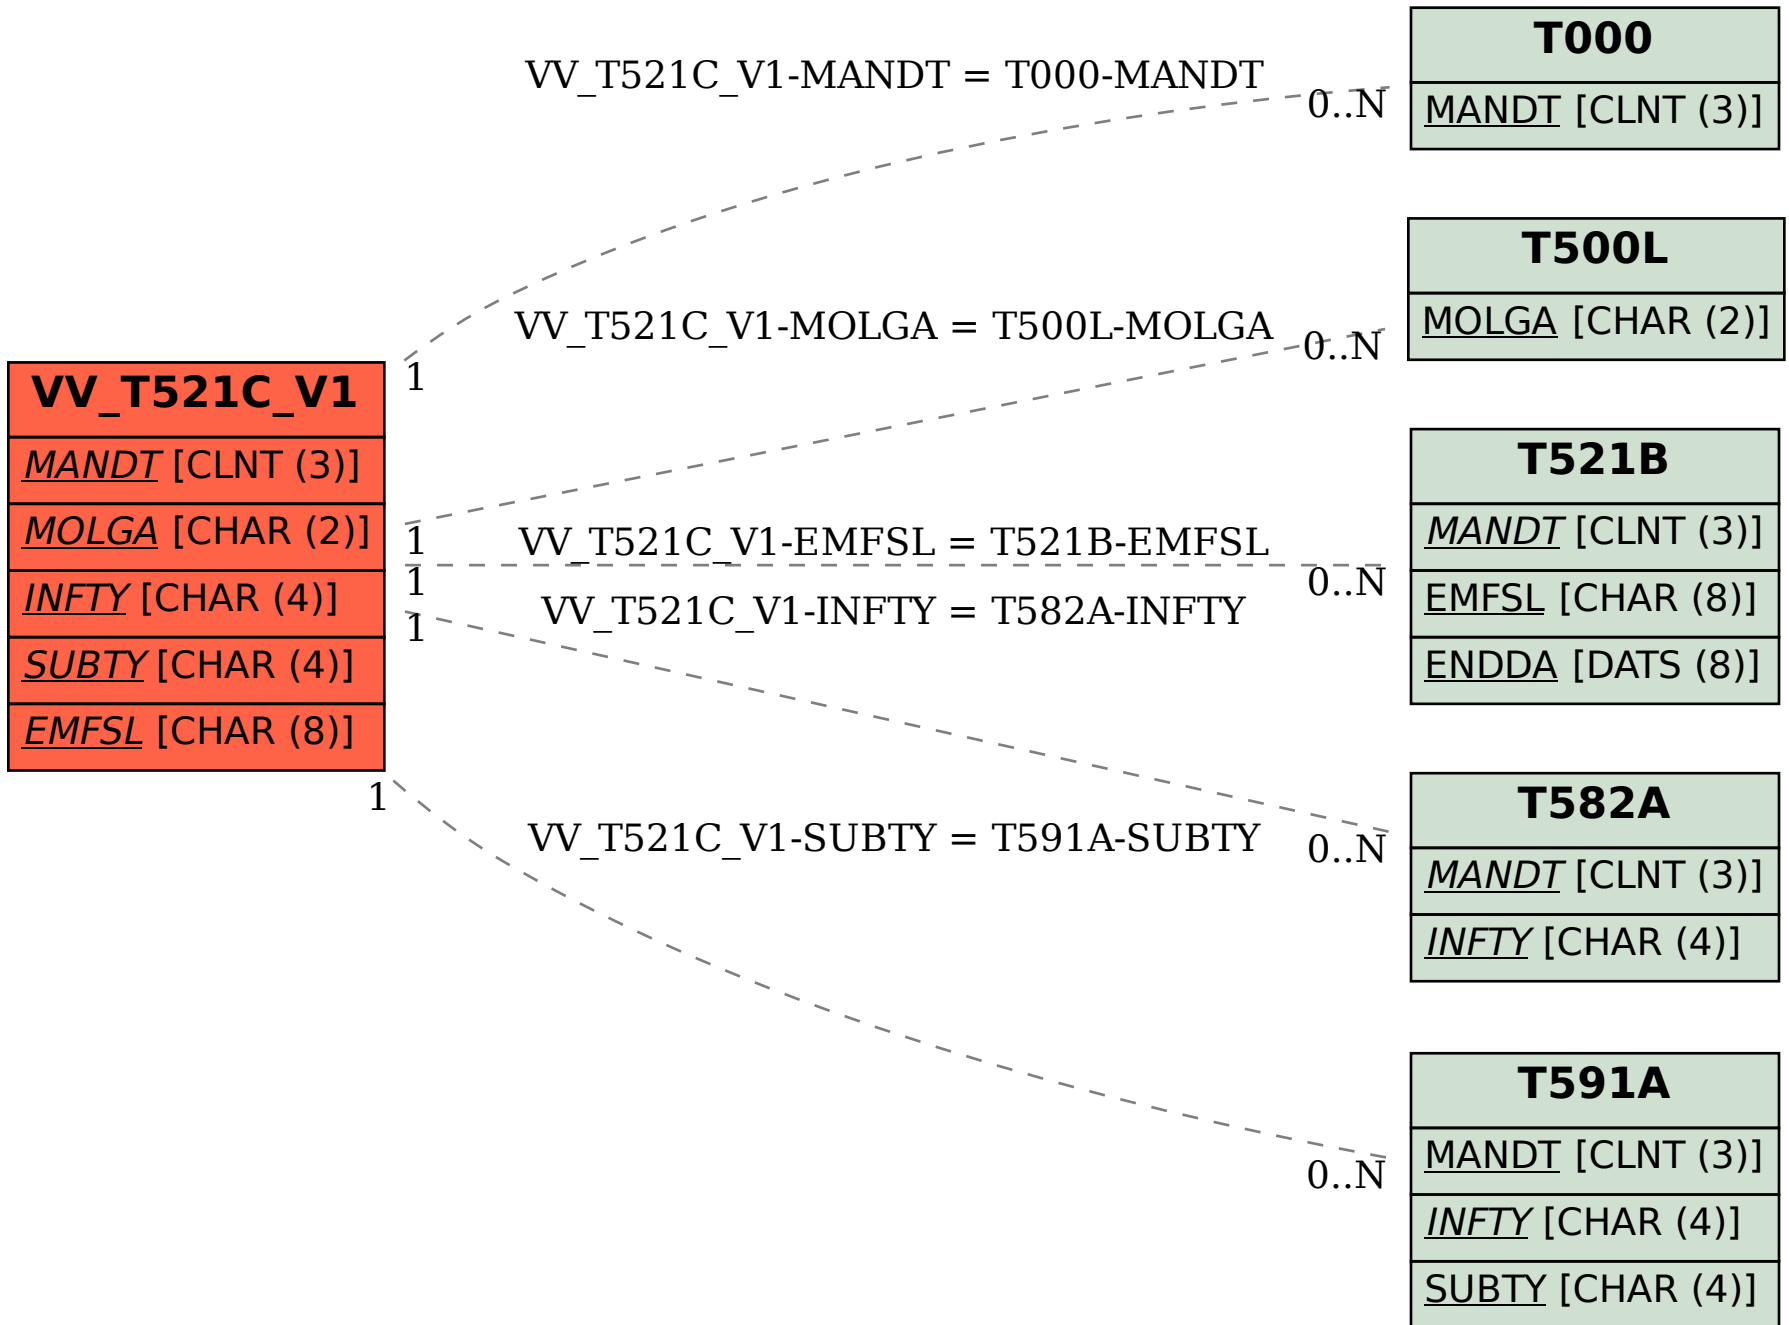 VV_T521C_V1
MANDT [CLNT (3)]
MOLGA [CHAR (2)]
INFTY [CHAR (4)]
SUBTY [CHAR (4)]
EMFSL [CHAR (8)]
VV_T521C_V1-MANDT = T000-MANDT
1
0..N
VV_T521C_V1-MOLGA = T500L-MOLGA
1
0..N
VV_T521C_V1-EMFSL = T521B-EMFSL
1
0..N
VV_T521C_V1-INFTY = T582A-INFTY
1
0..N
VV_T521C_V1-SUBTY = T591A-SUBTY
1
0..N
T000
MANDT [CLNT (3)]
T500L
MOLGA [CHAR (2)]
T521B
MANDT [CLNT (3)]
EMFSL [CHAR (8)]
ENDDA [DATS (8)]
T582A
MANDT [CLNT (3)]
INFTY [CHAR (4)]
T591A
MANDT [CLNT (3)]
INFTY [CHAR (4)]
SUBTY [CHAR (4)]